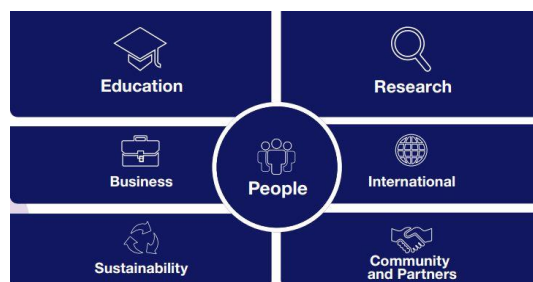 Education
Research
Business
People
International
Sustainability
Community
and Partners